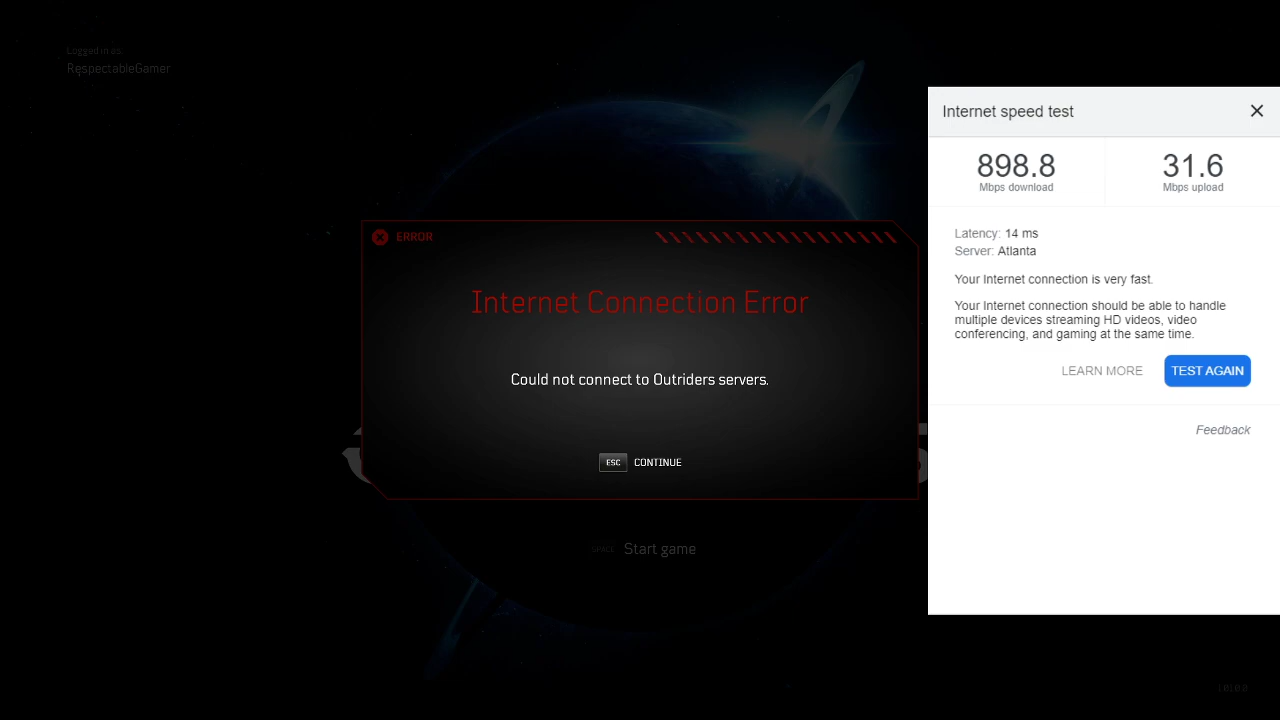 Logged in as:
RespectableGamer
ERROR
Internet Connection Error
Could not connect to Outriders servers.
ESC CONTINUE
SPACE Start game
Internet speed test
898.8 31.6
Mbps download Mbps upload
Latency: 14 ms
Server: Atlanta
Your Internet connection is very fast.
Your Internet connection should be able to handle
multiple devices streaming HD videos, video
conferencing, and gaming at the same time.
LEARN MORE TEST AGAIN
Feedback